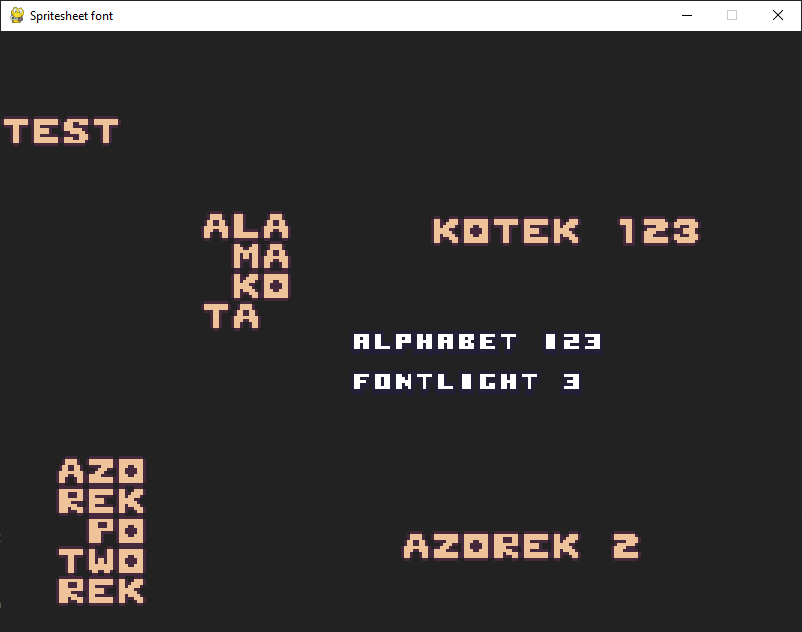 Spritesheet font
TEST
ALA
MA
KO
TA
KOTEK 123
ALPHABET 123
FONTLIGHT 3
AZO
REK
PO
TWO
REK
AZOREK 2